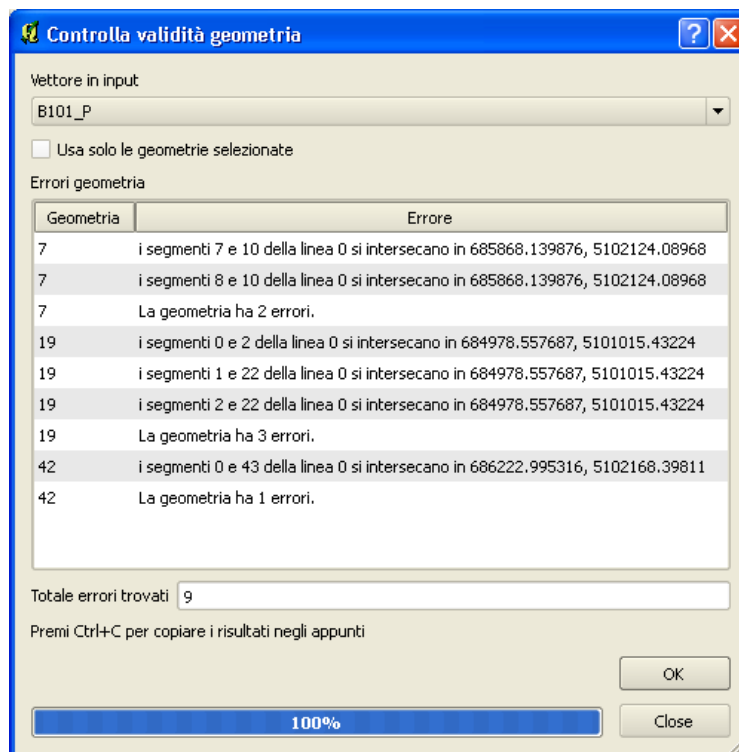 Controlla validità geometria
Vettore in input
B101_P
Usa solo le geometrie selezionate
Errori geometria
Geometria Errore
7 i segmenti 7 e 10 della linea 0 si intersecano in 685868.139876, 5102124.08968
7 i segmenti 8 e 10 della linea 0 si intersecano in 685868.139876, 5102124.08968
7 La geometria ha 2 errori.
19 i segmenti 0 e 2 della linea 0 si intersecano in 684978.557687, 5101015.43224
19 i segmenti 1 e 22 della linea 0 si intersecano in 684978.557687, 5101015.43224
19 i segmenti 2 e 22 della linea 0 si intersecano in 684978.557687, 5101015.43224
19 La geometria ha 3 errori.
42 i segmenti 0 e 43 della linea 0 si intersecano in 686222.995316, 5102168.39811
42 La geometria ha 1 errori.
Totale errori trovati 9
Premi Ctrl+C per copiare i risultati negli appunti
OK
100% Close